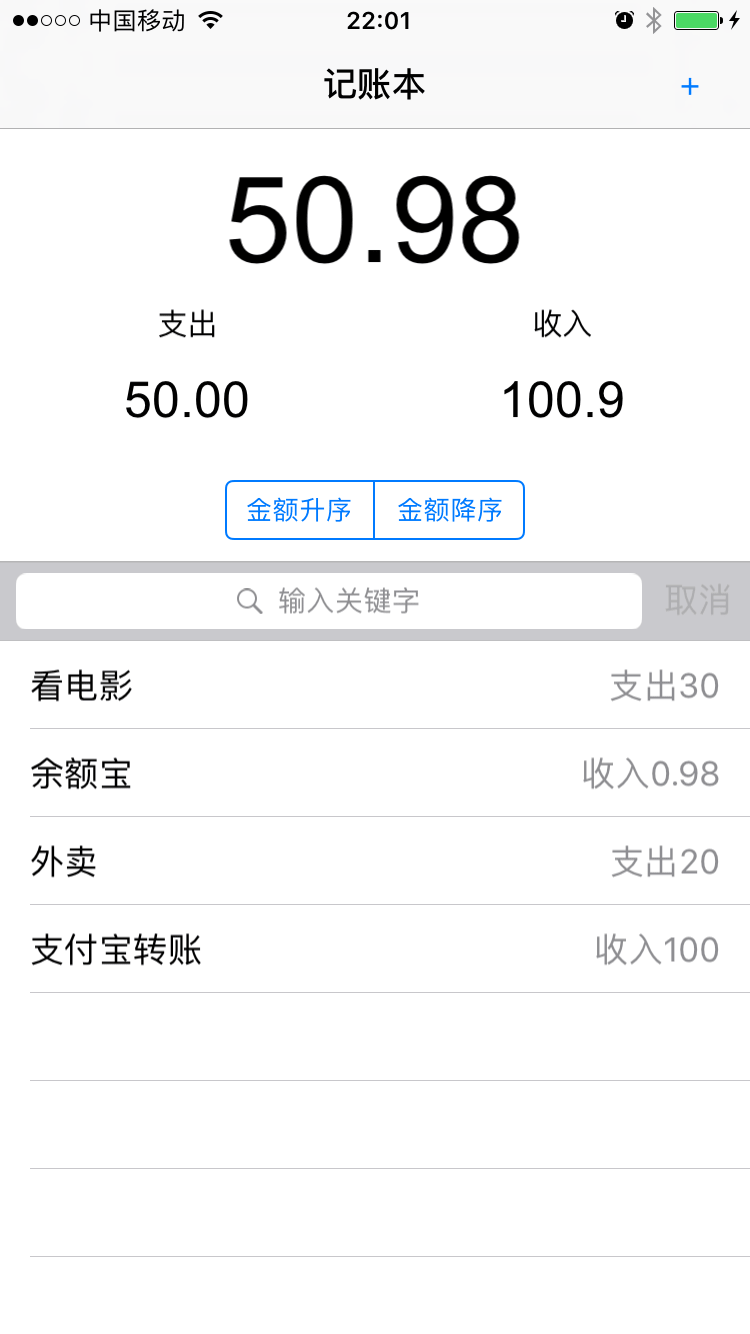 中国移动 22:01
记账本 +
50.98
支出 收入
50.00 100.9
金额升序 金额降序
输入关键字 取消
看电影 支出30
余额宝 收入0.98
外卖 支出20
支付宝转账 收入100